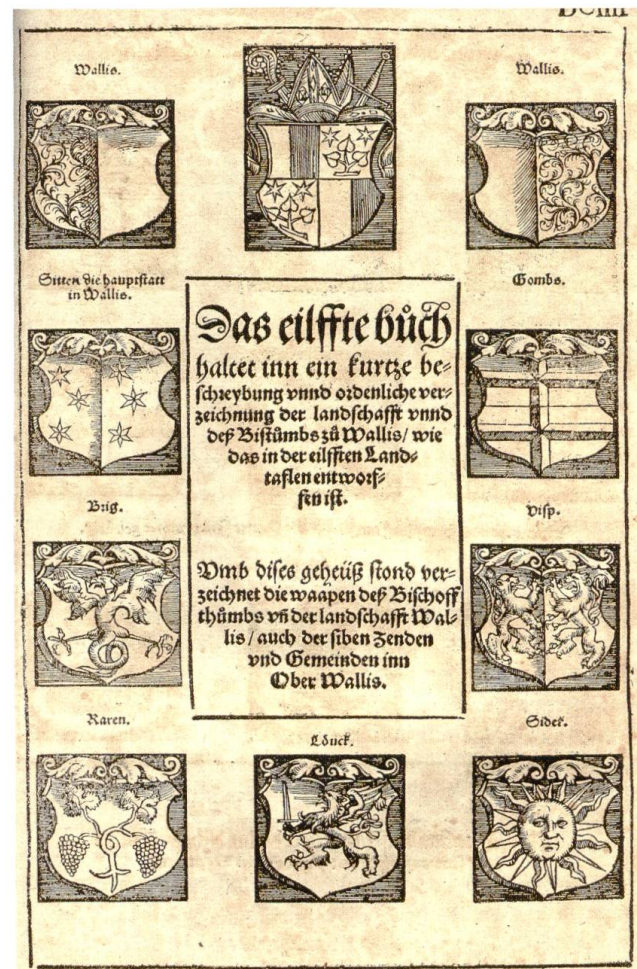 Wallis.
Wallis.
Sitten die hauptstatt
in Wallis.
Gombs.
Das eilffte bůch
haltet inn ein kurtze be⸗
schreybung vnnd ordenliche ver⸗
zeichnung der landschafft vnnd
deß Bistůmbs zů Wallis/ wie
das in der eilfften Land⸗
taflen entworf⸗
fen ist.
Brig.
Visp.
Vmb dises geheüß stond ver⸗
zeichnet die waapen deß Bischoff
thůmbs vñ der landschafft Wal⸗
lis/ auch der siben Zenden
vnd Gemeinden inn
Ober Wallis.
Raren.
Löuck.
Sider.